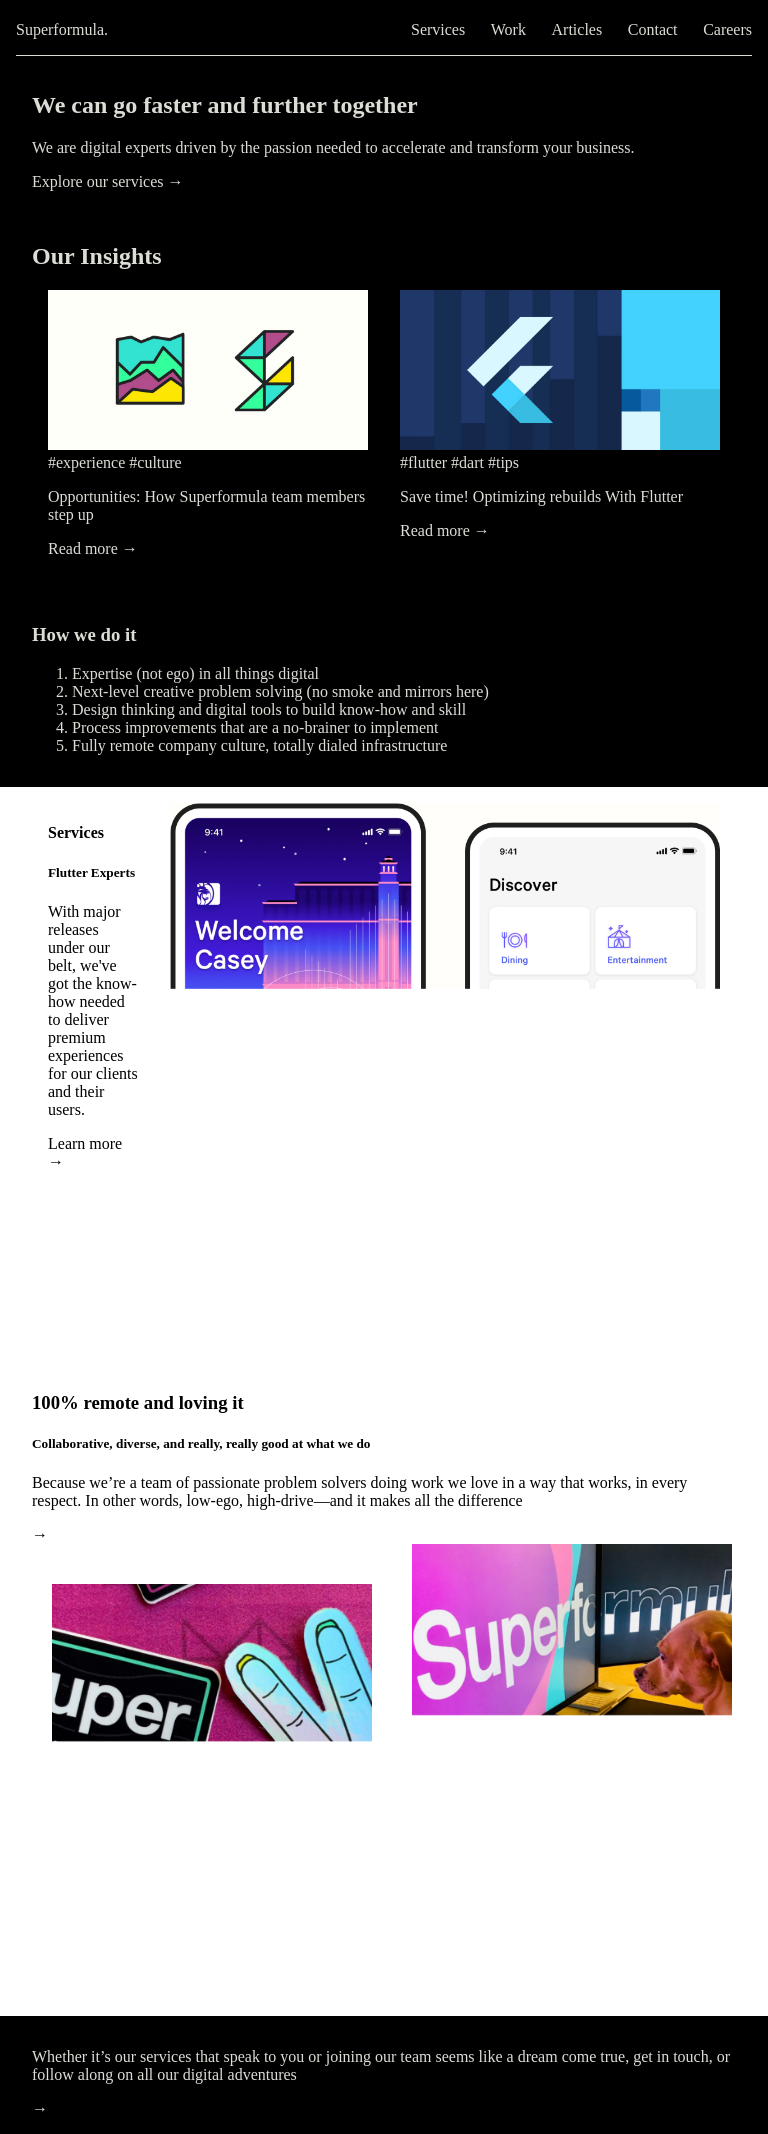 Superformula.
Services Work Articles Contact Careers
We can go faster and further together
We are digital experts driven by the passion needed to accelerate and transform your business.
Explore our services →
Our Insights
#experience #culture
Opportunities: How Superformula team members
step up
Read more →
#flutter #dart #tips
Save time! Optimizing rebuilds With Flutter
Read more →
How we do it
1. Expertise (not ego) in all things digital
2. Next-level creative problem solving (no smoke and mirrors here)
3. Design thinking and digital tools to build know-how and skill
4. Process improvements that are a no-brainer to implement
5. Fully remote company culture, totally dialed infrastructure
Services
Flutter Experts
With major
releases
under our
belt, we've
got the know-
how needed
to deliver
premium
experiences
for our clients
and their
users.
Learn more
→
9:41
Welcome
Casey
9:41
Discover
Dining
Entertainment
100% remote and loving it
Collaborative, diverse, and really, really good at what we do
Because we’re a team of passionate problem solvers doing work we love in a way that works, in every
respect. In other words, low-ego, high-drive—and it makes all the difference
→
uper
Superformul
Whether it’s our services that speak to you or joining our team seems like a dream come true, get in touch, or
follow along on all our digital adventures
→